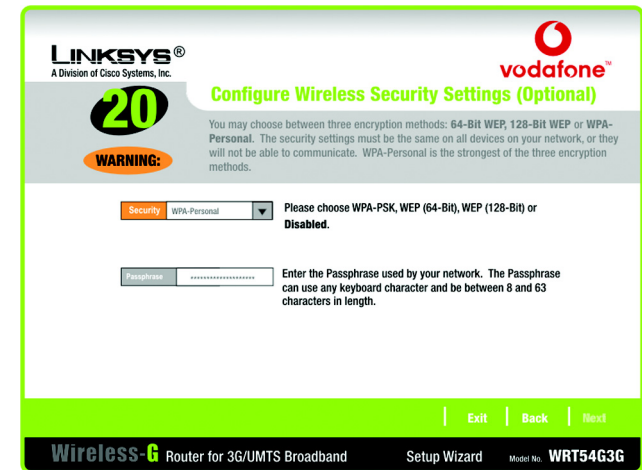 LINKSYS®
A Division of Cisco Systems, Inc.
vodafone™
20
Configure Wireless Security Settings (Optional)
WARNING:
You may choose between three encryption methods: 64-Bit WEP, 128-Bit WEP or WPA-
Personal. The security settings must be the same on all devices on your network, or they
will not be able to communicate. WPA-Personal is the strongest of the three encryption
methods.
Security WPA-Personal
Please choose WPA-PSK, WEP (64-Bit), WEP (128-Bit) or
Disabled.
Passphrase ********************
Enter the Passphrase used by your network. The Passphrase
can use any keyboard character and be between 8 and 63
characters in length.
Exit Back Next
Wireless-G Router for 3G/UMTS Broadband Setup Wizard Model No. WRT54G3G